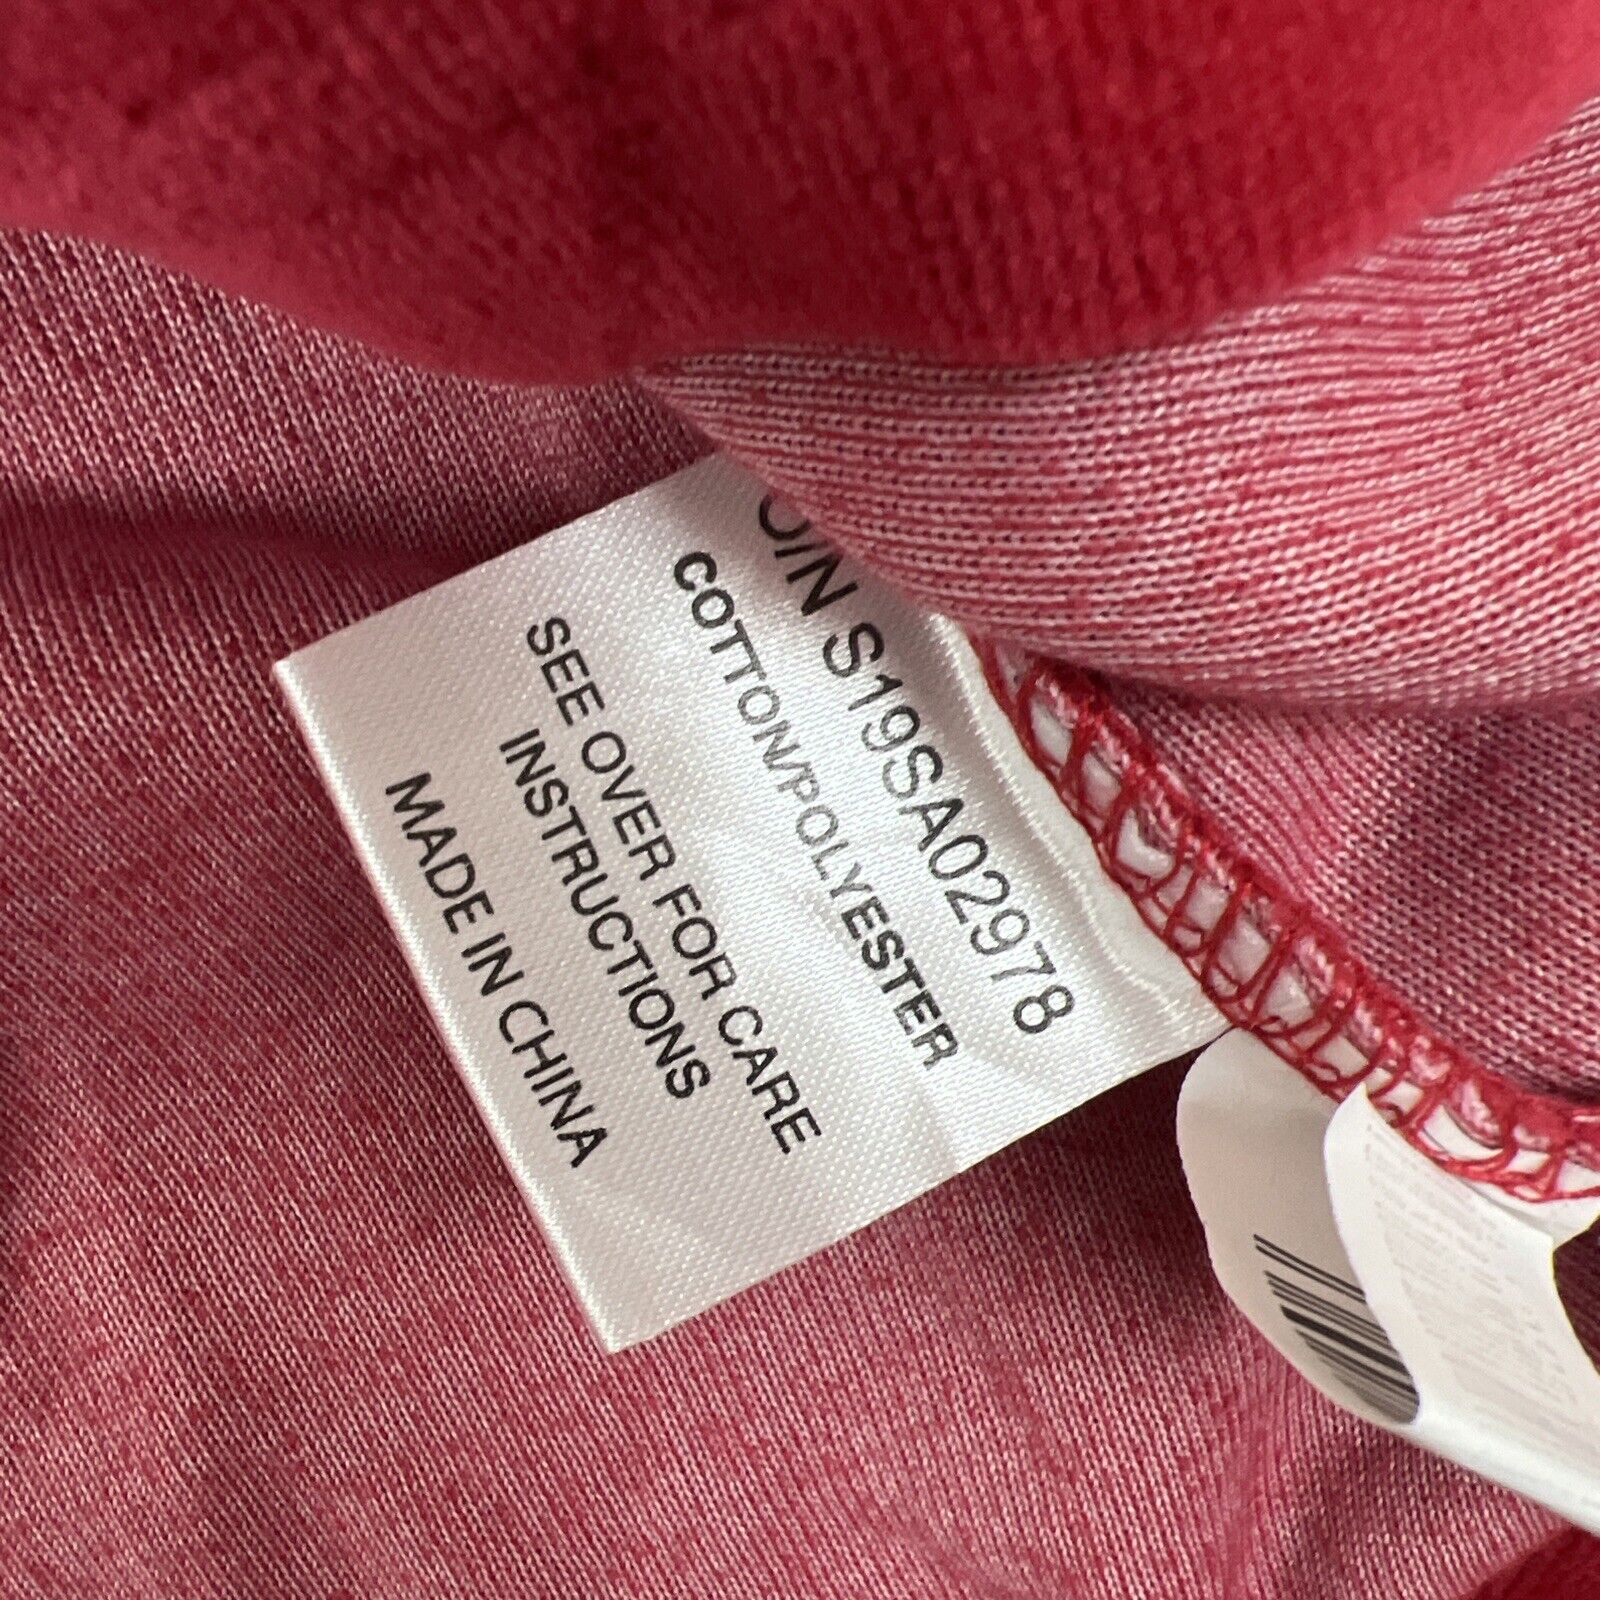 O/N S19SA02978
COTTON/POLYESTER
SEE OVER FOR CARE
INSTRUCTIONS
MADE IN CHINA